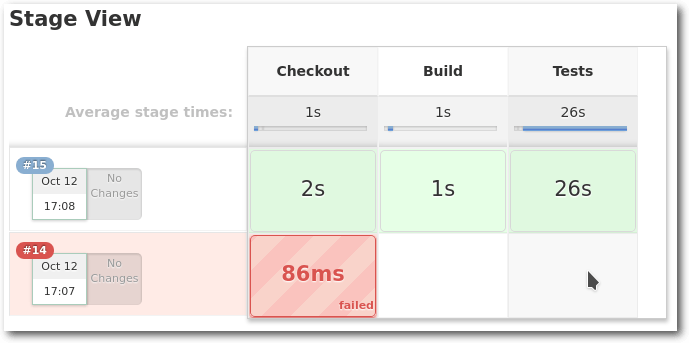 Stage View
Checkout Build Tests
Average stage times: 1s 1s 26s
#15
Oct 12 No Changes
17:08
2s 1s 26s
#14
Oct 12 No Changes
17:07
86ms
failed